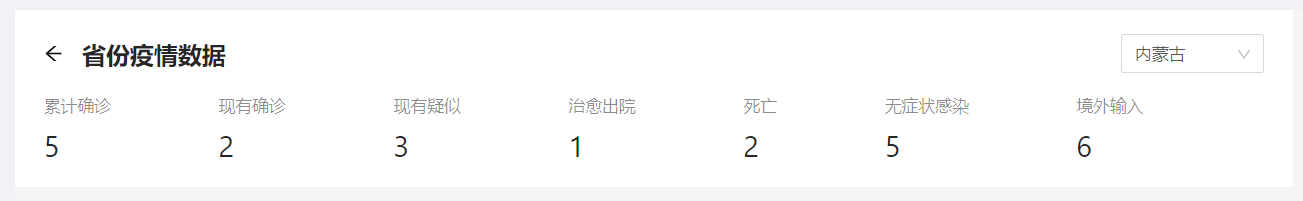 省份疫情数据
内蒙古
累计确诊 现有确诊 现有疑似 治愈出院 死亡 无症状感染 境外输入
5 2 3 1 2 5 6